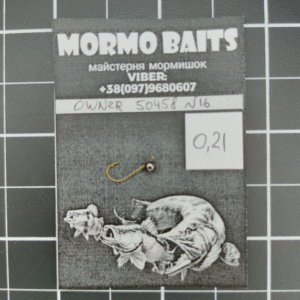 MORMO BAITS
майстерня мормишок
VIBER:
+38(097)9680607
OWNER 50458 N16
0,21